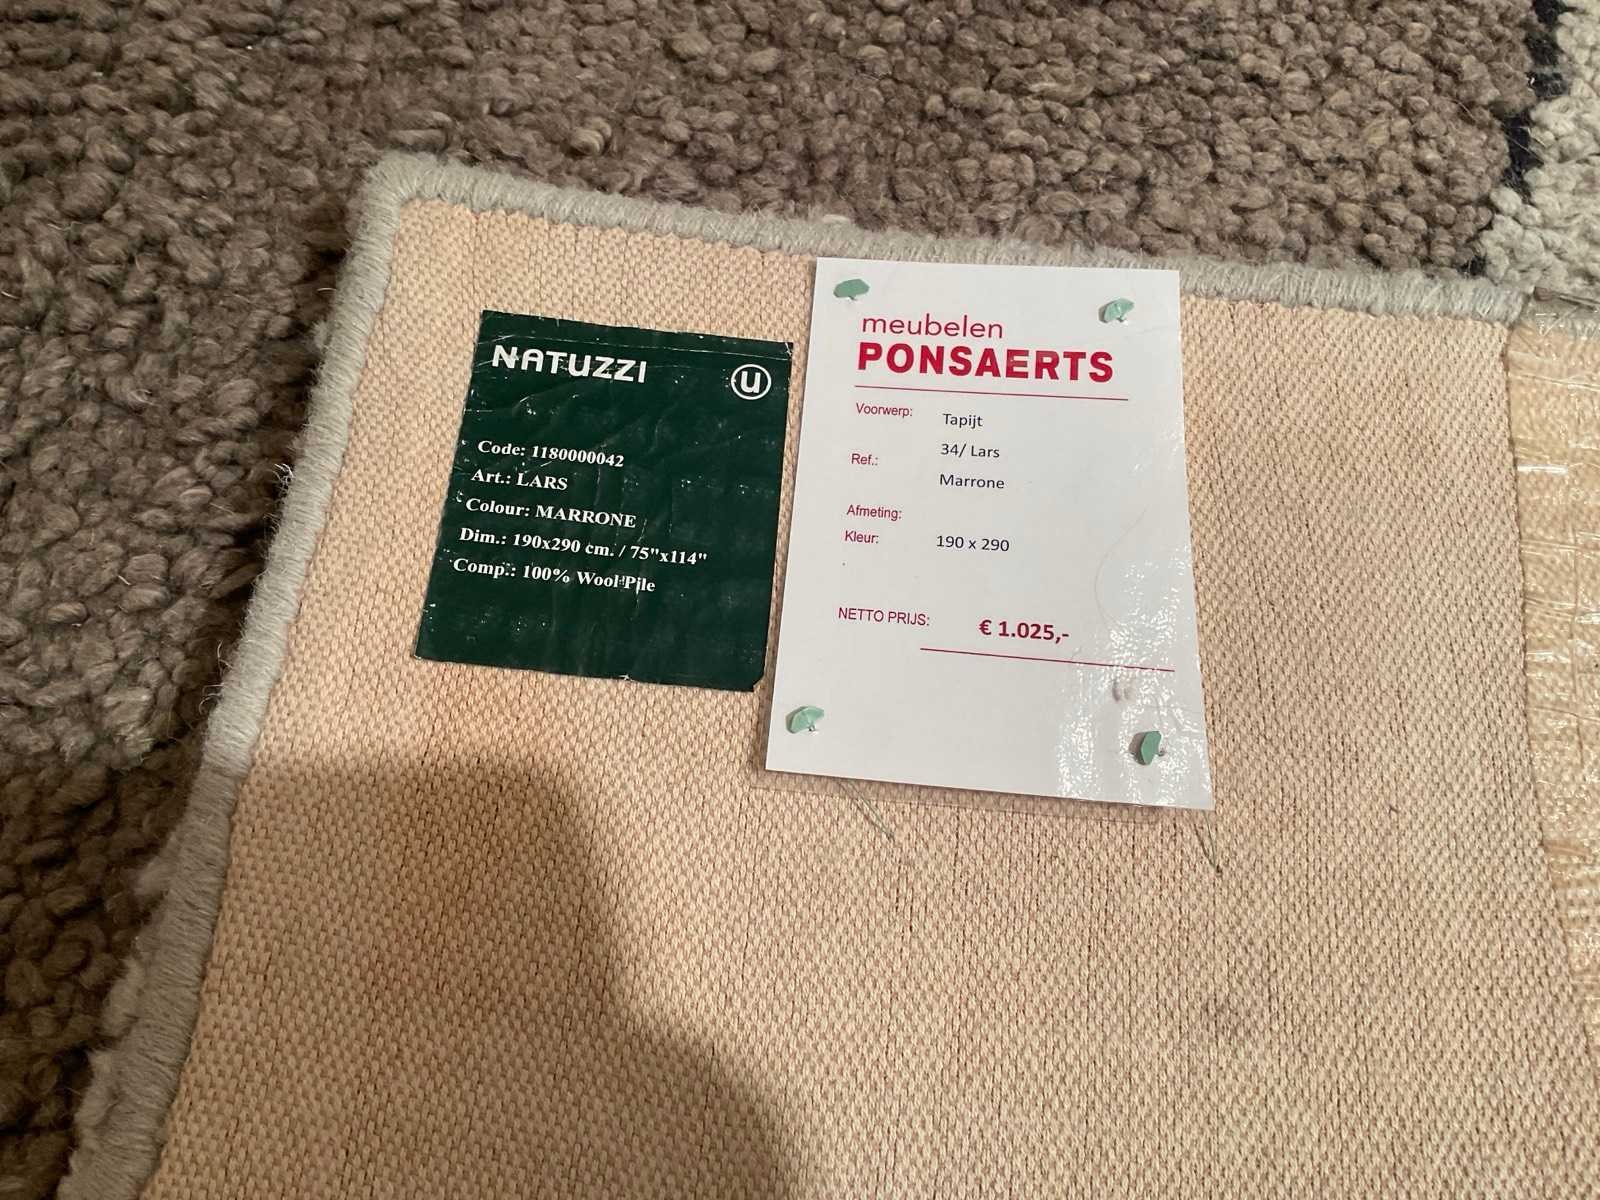 NATUZZI
U
Code: 1180000042
Art.: LARS
Colour: MARRONE
Dim.: 190x290 cm. / 75"x114"
Comp.: 100% Wool Pile
meubelen
PONSAERTS
Voorwerp: Tapijt
34/ Lars
Ref.:
Marrone
Afmeting:
Kleur: 190 x 290
NETTO PRIJS: € 1.025,-